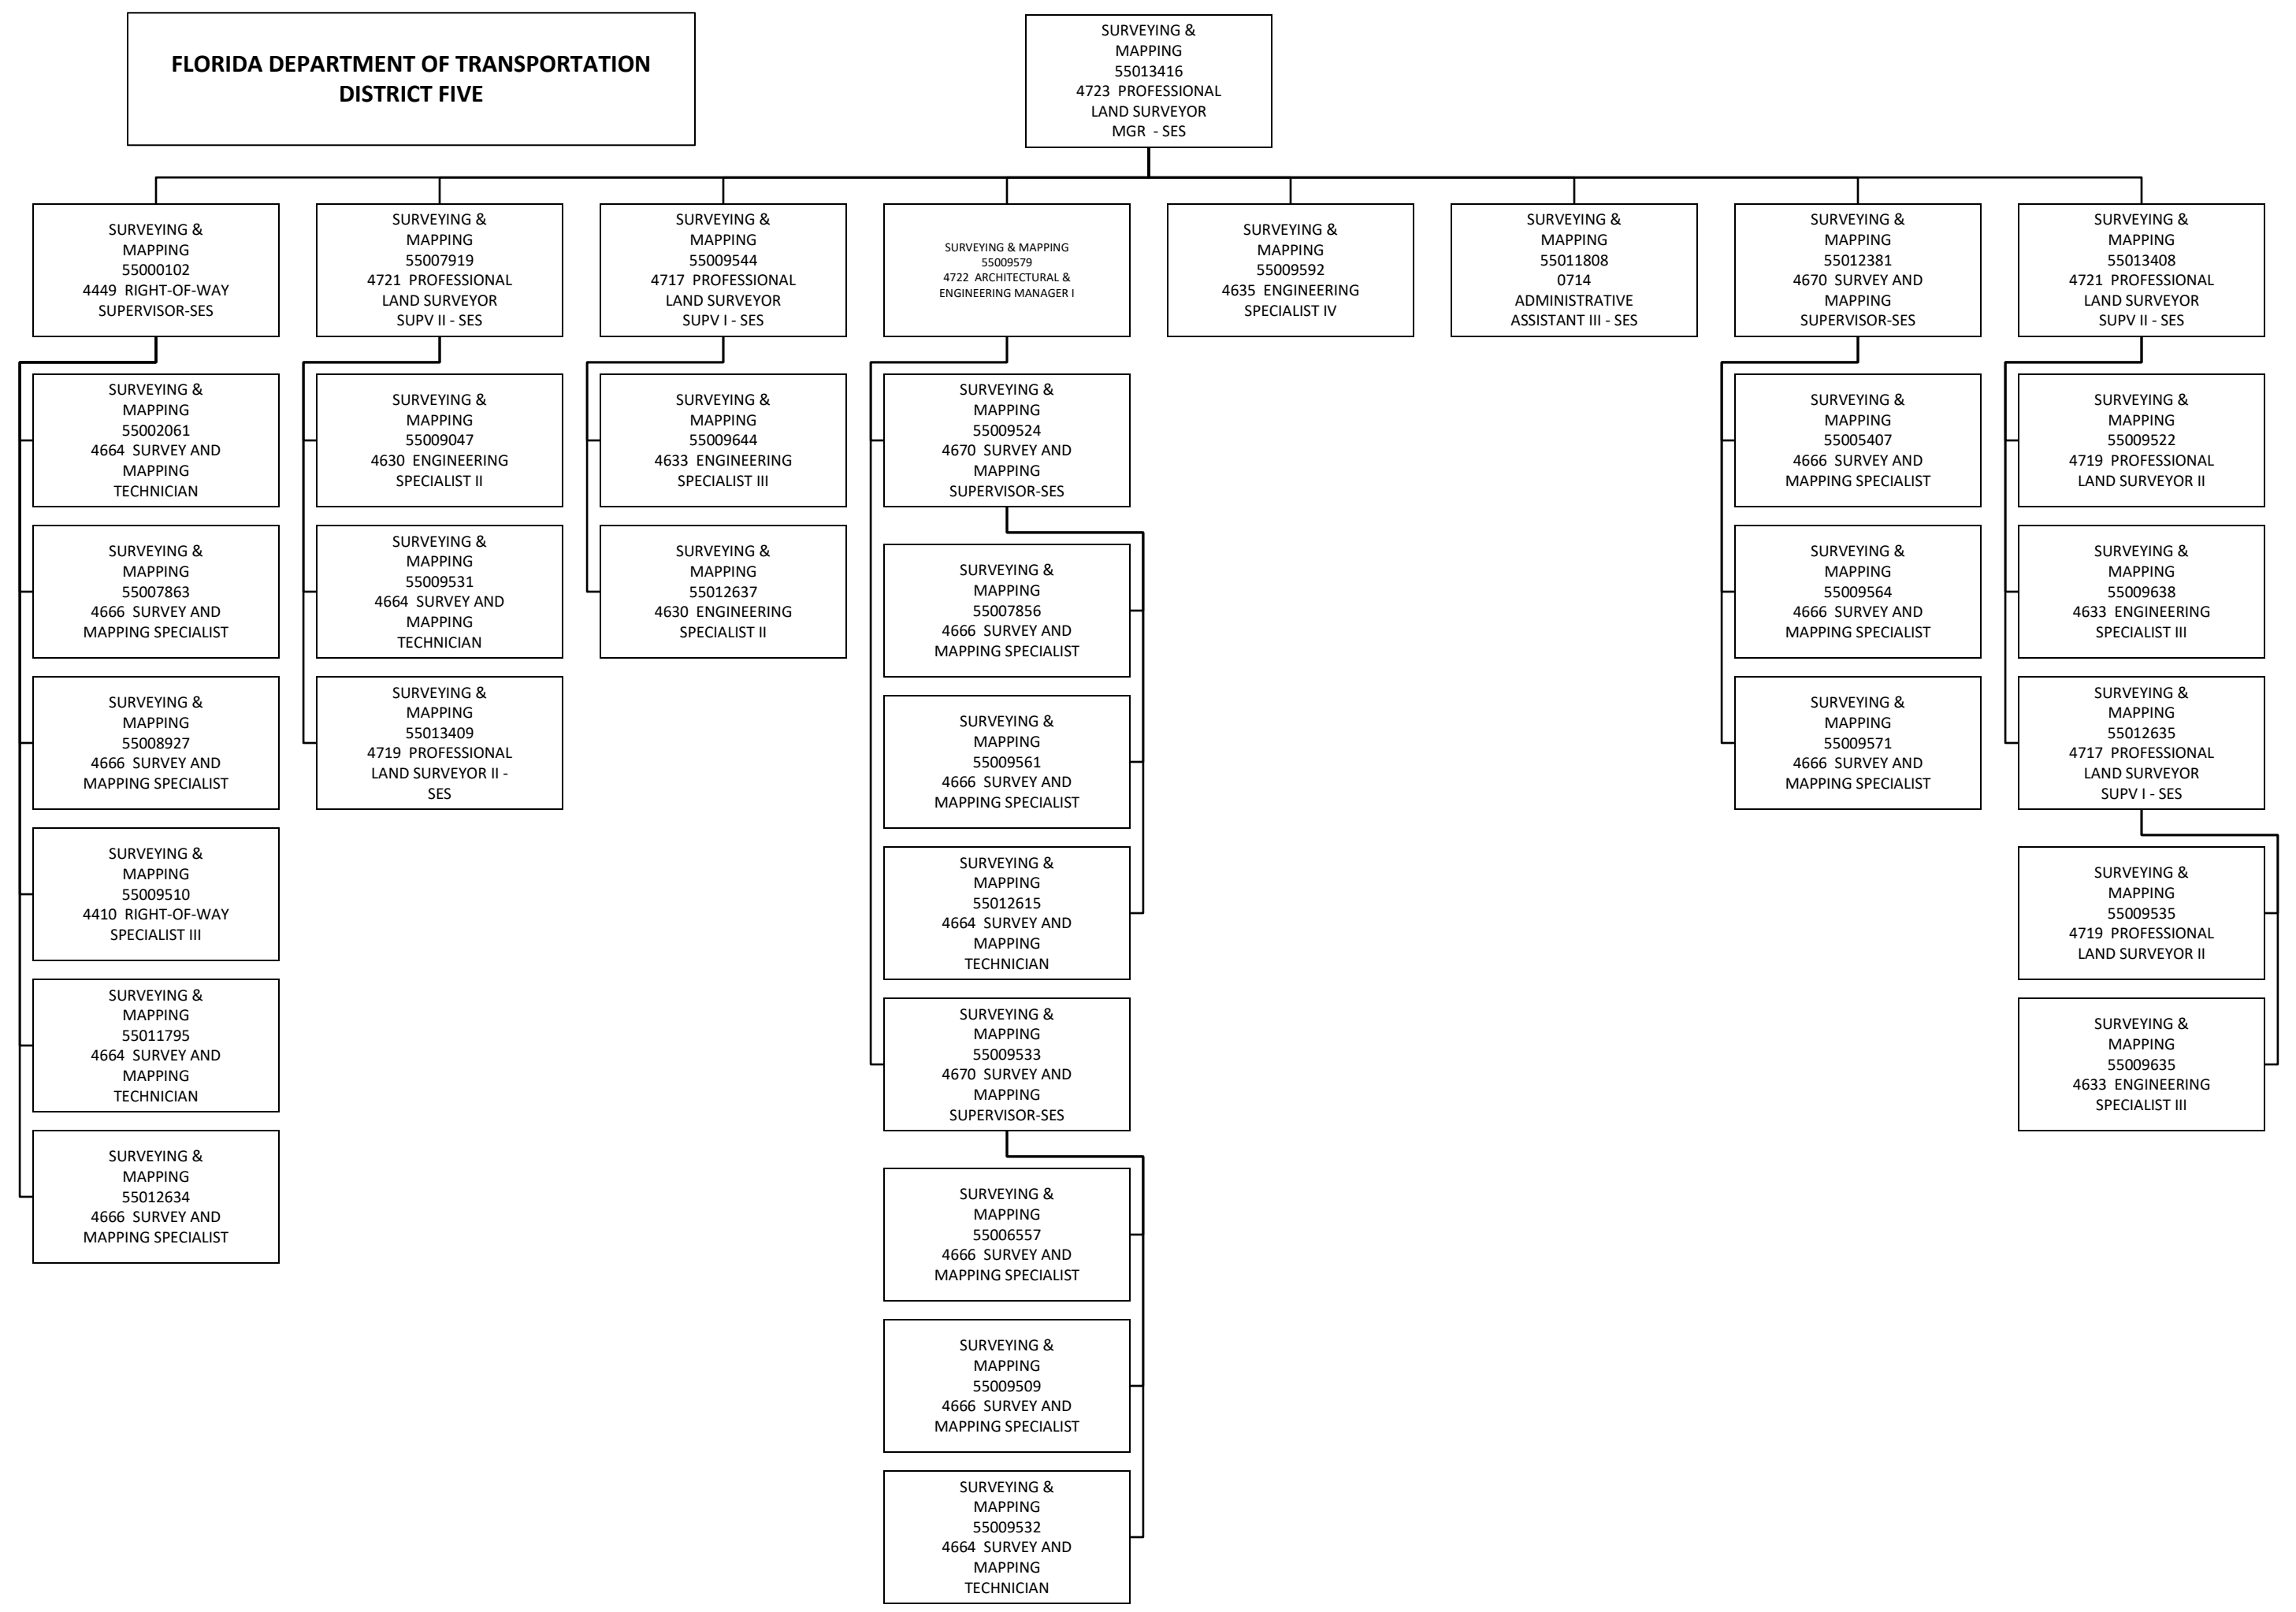 FLORIDA DEPARTMENT OF TRANSPORTATION
DISTRICT FIVE
SURVEYING &
MAPPING
55013416
4723 PROFESSIONAL
LAND SURVEYOR
MGR - SES
SURVEYING &
MAPPING
55000102
4449 RIGHT-OF-WAY
SUPERVISOR-SES
SURVEYING &
MAPPING
55007919
4721 PROFESSIONAL
LAND SURVEYOR
SUPV II - SES
SURVEYING &
MAPPING
55009544
4717 PROFESSIONAL
LAND SURVEYOR
SUPV I - SES
SURVEYING & MAPPING
55009579
4722 ARCHITECTURAL &
ENGINEERING MANAGER I
SURVEYING &
MAPPING
55009592
4635 ENGINEERING
SPECIALIST IV
SURVEYING &
MAPPING
55011808
0714
ADMINISTRATIVE
ASSISTANT III - SES
SURVEYING &
MAPPING
55012381
4670 SURVEY AND
MAPPING
SUPERVISOR-SES
SURVEYING &
MAPPING
55013408
4721 PROFESSIONAL
LAND SURVEYOR
SUPV II - SES
SURVEYING &
MAPPING
55002061
4664 SURVEY AND
MAPPING
TECHNICIAN
SURVEYING &
MAPPING
55007863
4666 SURVEY AND
MAPPING SPECIALIST
SURVEYING &
MAPPING
55008927
4666 SURVEY AND
MAPPING SPECIALIST
SURVEYING &
MAPPING
55009510
4410 RIGHT-OF-WAY
SPECIALIST III
SURVEYING &
MAPPING
55011795
4664 SURVEY AND
MAPPING
TECHNICIAN
SURVEYING &
MAPPING
55012634
4666 SURVEY AND
MAPPING SPECIALIST
SURVEYING &
MAPPING
55009047
4630 ENGINEERING
SPECIALIST II
SURVEYING &
MAPPING
55009531
4664 SURVEY AND
MAPPING
TECHNICIAN
SURVEYING &
MAPPING
55013409
4719 PROFESSIONAL
LAND SURVEYOR II -
SES
SURVEYING &
MAPPING
55009644
4633 ENGINEERING
SPECIALIST III
SURVEYING &
MAPPING
55012637
4630 ENGINEERING
SPECIALIST II
SURVEYING &
MAPPING
55009524
4670 SURVEY AND
MAPPING
SUPERVISOR-SES
SURVEYING &
MAPPING
55007856
4666 SURVEY AND
MAPPING SPECIALIST
SURVEYING &
MAPPING
55009561
4666 SURVEY AND
MAPPING SPECIALIST
SURVEYING &
MAPPING
55012615
4664 SURVEY AND
MAPPING
TECHNICIAN
SURVEYING &
MAPPING
55009533
4670 SURVEY AND
MAPPING
SUPERVISOR-SES
SURVEYING &
MAPPING
55006557
4666 SURVEY AND
MAPPING SPECIALIST
SURVEYING &
MAPPING
55009509
4666 SURVEY AND
MAPPING SPECIALIST
SURVEYING &
MAPPING
55009532
4664 SURVEY AND
MAPPING
TECHNICIAN
SURVEYING &
MAPPING
55005407
4666 SURVEY AND
MAPPING SPECIALIST
SURVEYING &
MAPPING
55009564
4666 SURVEY AND
MAPPING SPECIALIST
SURVEYING &
MAPPING
55009571
4666 SURVEY AND
MAPPING SPECIALIST
SURVEYING &
MAPPING
55009522
4719 PROFESSIONAL
LAND SURVEYOR II
SURVEYING &
MAPPING
55009638
4633 ENGINEERING
SPECIALIST III
SURVEYING &
MAPPING
55012635
4717 PROFESSIONAL
LAND SURVEYOR
SUPV I - SES
SURVEYING &
MAPPING
55009535
4719 PROFESSIONAL
LAND SURVEYOR II
SURVEYING &
MAPPING
55009635
4633 ENGINEERING
SPECIALIST III